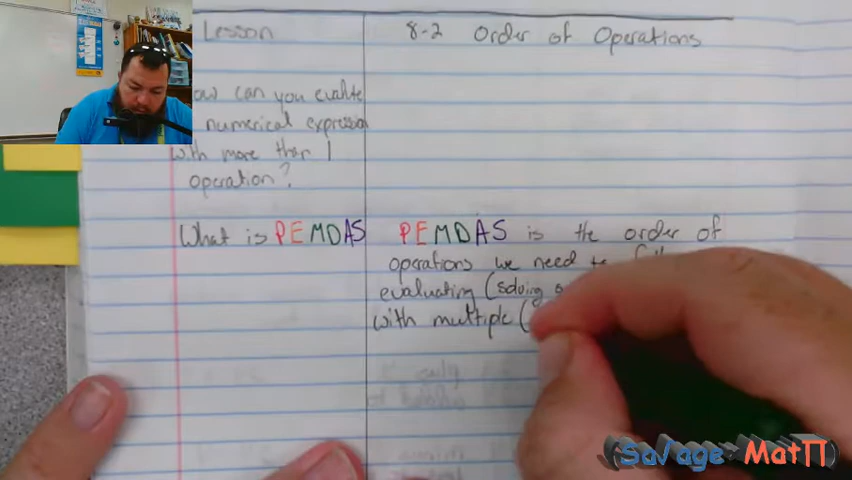 Lesson 8-2 Order of Operations
ow can you evalute
numerical expression
with more than 1
operation?
What is PEMDAS PEMDAS is the order of
operations we need to
evaluating (solving
with multiple (
Savage MatΠ